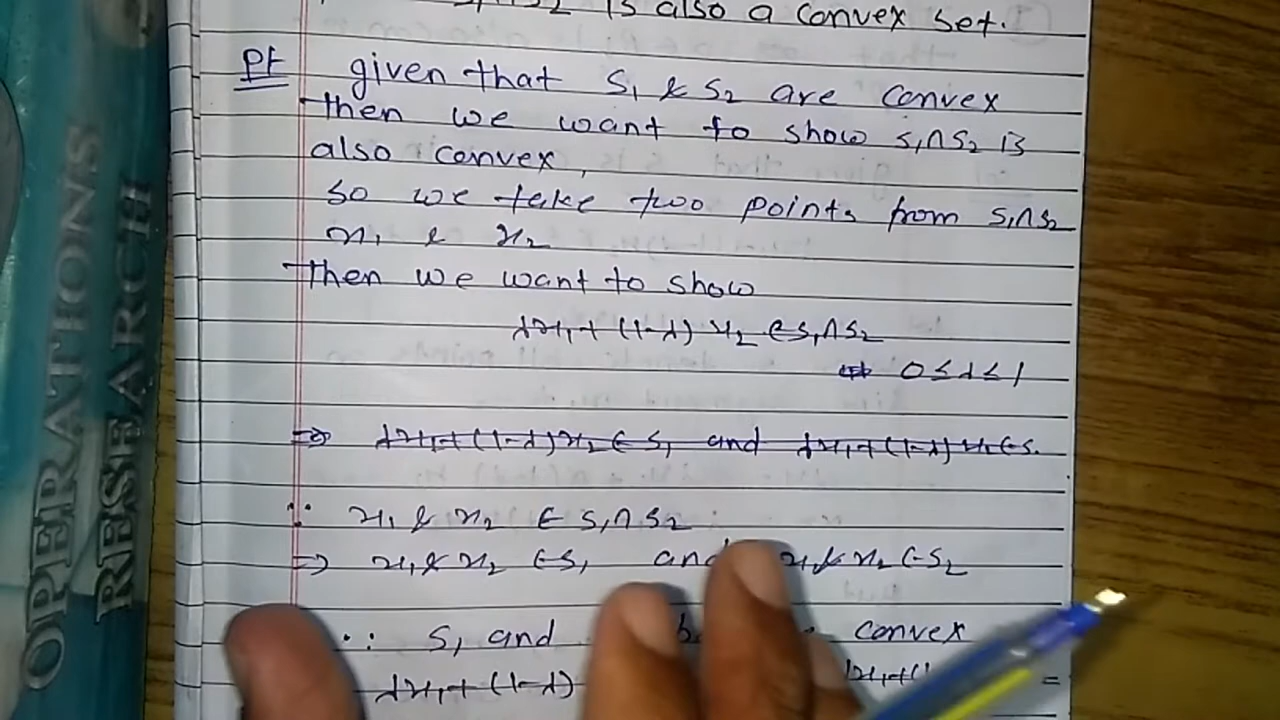 is also a convex set.
Pf given that S₁ & S₂ are convex
then we want to show S₁∩S₂ is
also convex,
so we take two points from S₁∩S₂
x₁ & x₂
then we want to show
λx₁+(1-λ)x₂ ∈ S₁∩S₂
0≤λ≤1
⇒ λx₁+(1-λ)x₂ ∈ S₁ and λx₁+(1-λ)x₂∈S.
∵ x₁ & x₂ ∈ S₁∩S₂
⇒ x₁ & x₂ ∈ S₁ and x₁ & x₂ ∈ S₂
∵ S₁ and convex
λx₁+(1-λ) λx₁+(
OPERATIONS
RESEARCH